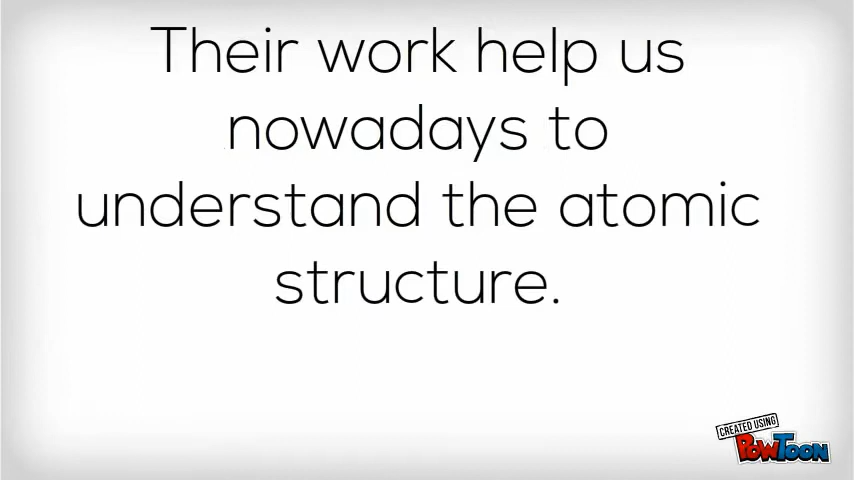 Their work help us
nowadays to
understand the atomic
structure.
CREATED USING
POWTOON